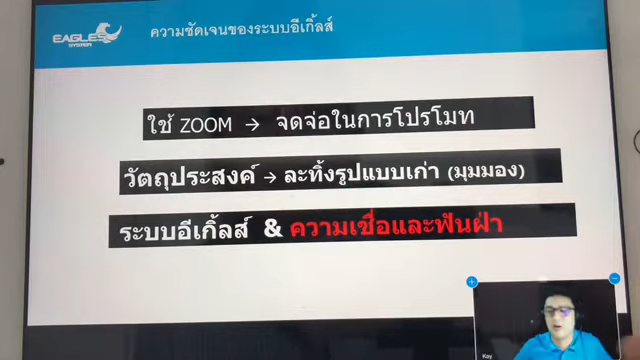 EAGLES
SYSTEM
ความชัดเจนของระบบอีเกิ้ลส์
ใช้ ZOOM → จดจ่อในการโปรโมท
วัตถุประสงค์ → ละทิ้งรูปแบบเก่า (มุมมอง)
ระบบอีเกิ้ลส์ & ความเชื่อและฟันฝ่า
Kay